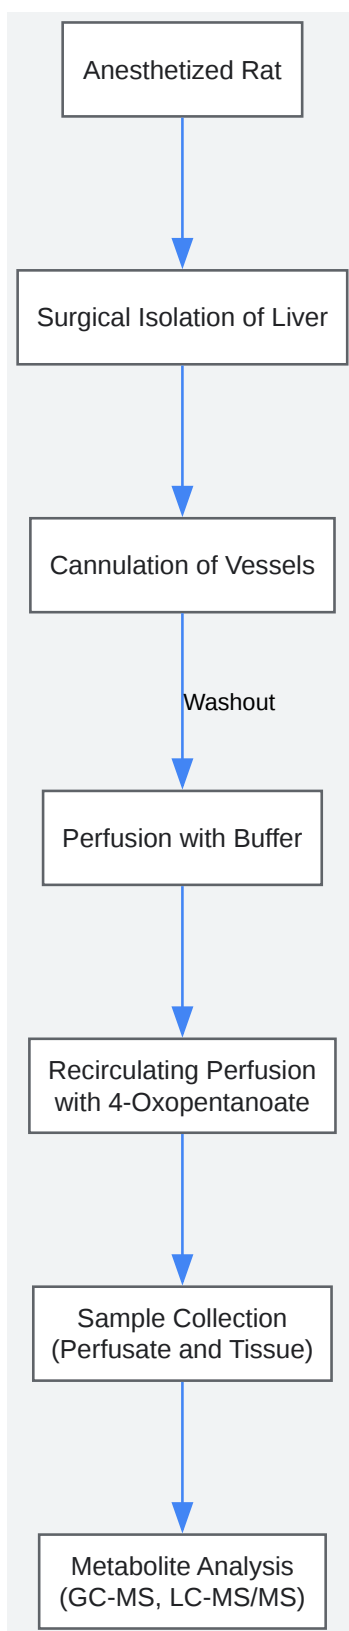 Anesthetized Rat
Surgical Isolation of Liver
Cannulation of Vessels
Washout
Perfusion with Buffer
Recirculating Perfusion
with 4-Oxopentanoate
Sample Collection
(Perfusate and Tissue)
Metabolite Analysis
(GC-MS, LC-MS/MS)